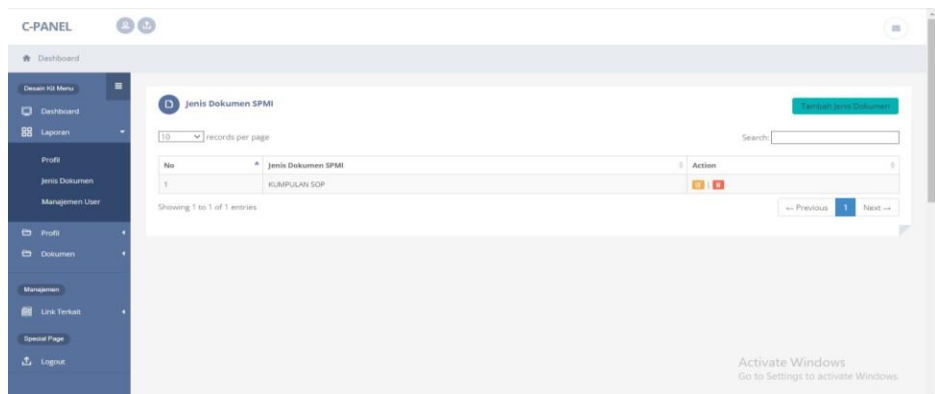 C-PANEL
Dashboard
Desain Kit Menu
Dashboard
Laporan
Profil
Jenis Dokumen
Manajemen User
Profil
Dokumen
Manajemen
Link Terkait
Special Page
Logout
Jenis Dokumen SPMI
Tambah Jenis Dokumen
10 records per page
Search:
No Jenis Dokumen SPMI Action
1 KUMPULAN SOP |
Showing 1 to 1 of 1 entries
← Previous 1 Next →
Activate Windows
Go to Settings to activate Windows.